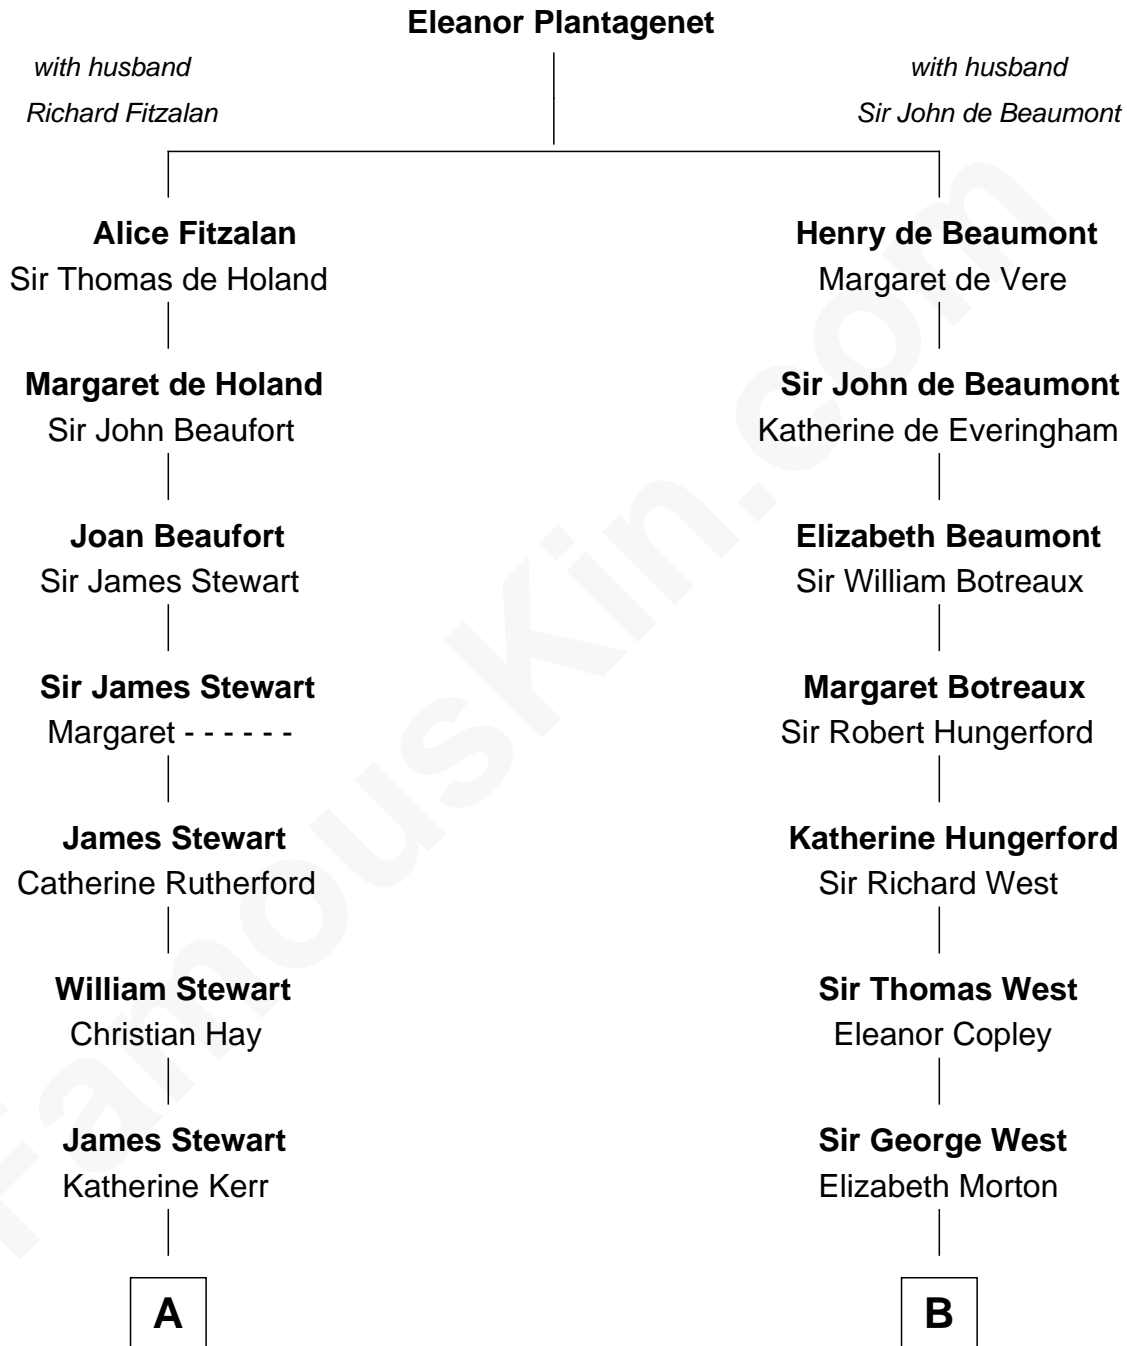 Eleanor Plantagenet
with husband
Richard Fitzalan
with husband
Sir John de Beaumont
Alice Fitzalan
Sir Thomas de Holand
Henry de Beaumont
Margaret de Vere
Margaret de Holand
Sir John Beaufort
Sir John de Beaumont
Katherine de Everingham
Joan Beaufort
Sir James Stewart
Elizabeth Beaumont
Sir William Botreaux
Sir James Stewart
Margaret - - - - - -
Margaret Botreaux
Sir Robert Hungerford
James Stewart
Catherine Rutherford
Katherine Hungerford
Sir Richard West
William Stewart
Christian Hay
Sir Thomas West
Eleanor Copley
James Stewart
Katherine Kerr
Sir George West
Elizabeth Morton
A
B
FamousKin.com